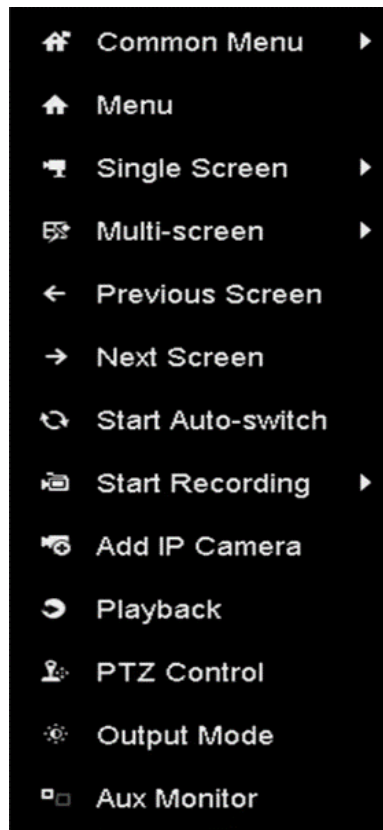 Common Menu
Menu
Single Screen
Multi-screen
Previous Screen
Next Screen
Start Auto-switch
Start Recording
Add IP Camera
Playback
PTZ Control
Output Mode
Aux Monitor